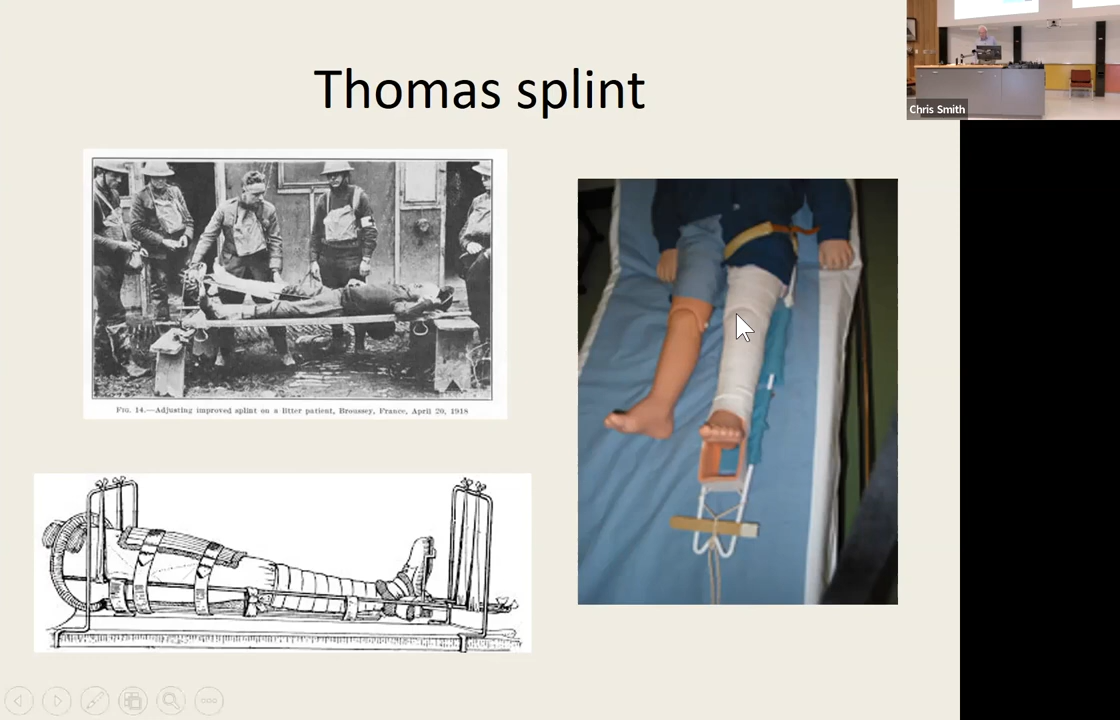 Thomas splint
Chris Smith
FIG. 14.—Adjusting improved splint on a litter patient, Broussey, France, April 20, 1918